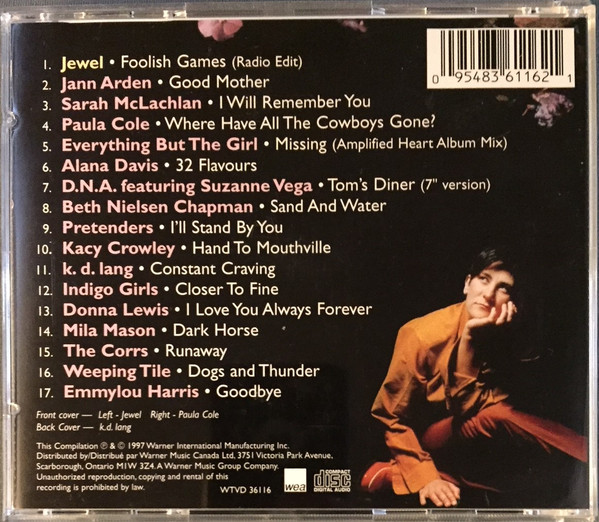 1. Jewel • Foolish Games (Radio Edit)
2. Jann Arden • Good Mother
3. Sarah McLachlan • I Will Remember You
4. Paula Cole • Where Have All The Cowboys Gone?
5. Everything But The Girl • Missing (Amplified Heart Album Mix)
6. Alana Davis • 32 Flavours
7. D.N.A. featuring Suzanne Vega • Tom's Diner (7" version)
8. Beth Nielsen Chapman • Sand And Water
9. Pretenders • I'll Stand By You
10. Kacy Crowley • Hand To Mouthville
11. k. d. lang • Constant Craving
12. Indigo Girls • Closer To Fine
13. Donna Lewis • I Love You Always Forever
14. Mila Mason • Dark Horse
15. The Corrs • Runaway
16. Weeping Tile • Dogs and Thunder
17. Emmylou Harris • Goodbye
0 95483 61162 1
Front cover — Left - Jewel Right - Paula Cole
Back Cover — k.d. lang
This Compilation ℗ & © 1997 Warner International Manufacturing Inc.
Distributed by/Distribué par Warner Music Canada Ltd. 3751 Victoria Park Avenue,
Scarborough, Ontario M1W 3Z4. A Warner Music Group Company.
Unauthorized reproduction, copying and rental of this
recording is prohibited by law.
WTVD 36116
wea
COMPACT
disc
DIGITAL AUDIO